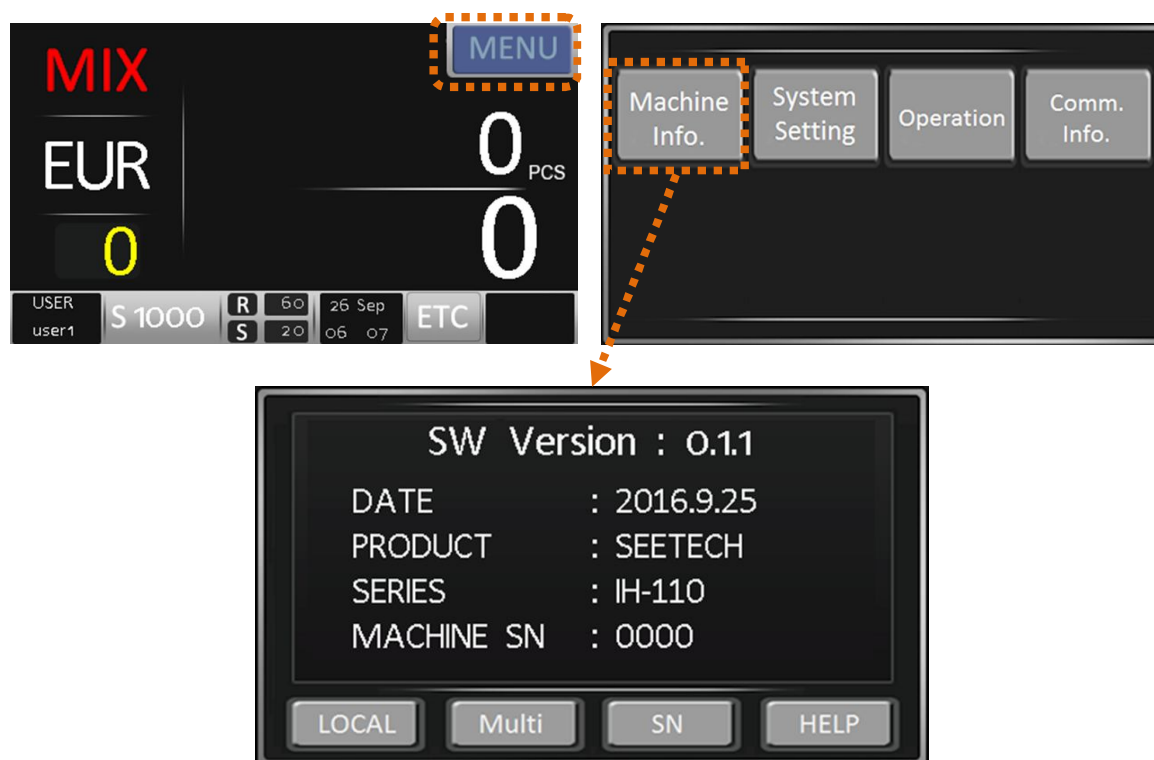 MIX
MENU
EUR
0
PCS
0
0
USER
user1
S 1000
R 60
S 20
26 Sep
06 07
ETC
Machine
Info.
System
Setting
Operation
Comm.
Info.
SW Version : 0.1.1
DATE : 2016.9.25
PRODUCT : SEETECH
SERIES : IH-110
MACHINE SN : 0000
LOCAL
Multi
SN
HELP